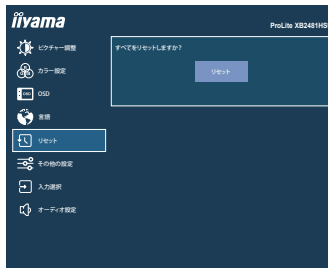 iiyama
ProLite XB2481HS
ピクチャー調整
すべてをリセットしますか?
カラー設定
リセット
OSD
OSD
言語
リセット
その他の設定
入力選択
オーディオ設定